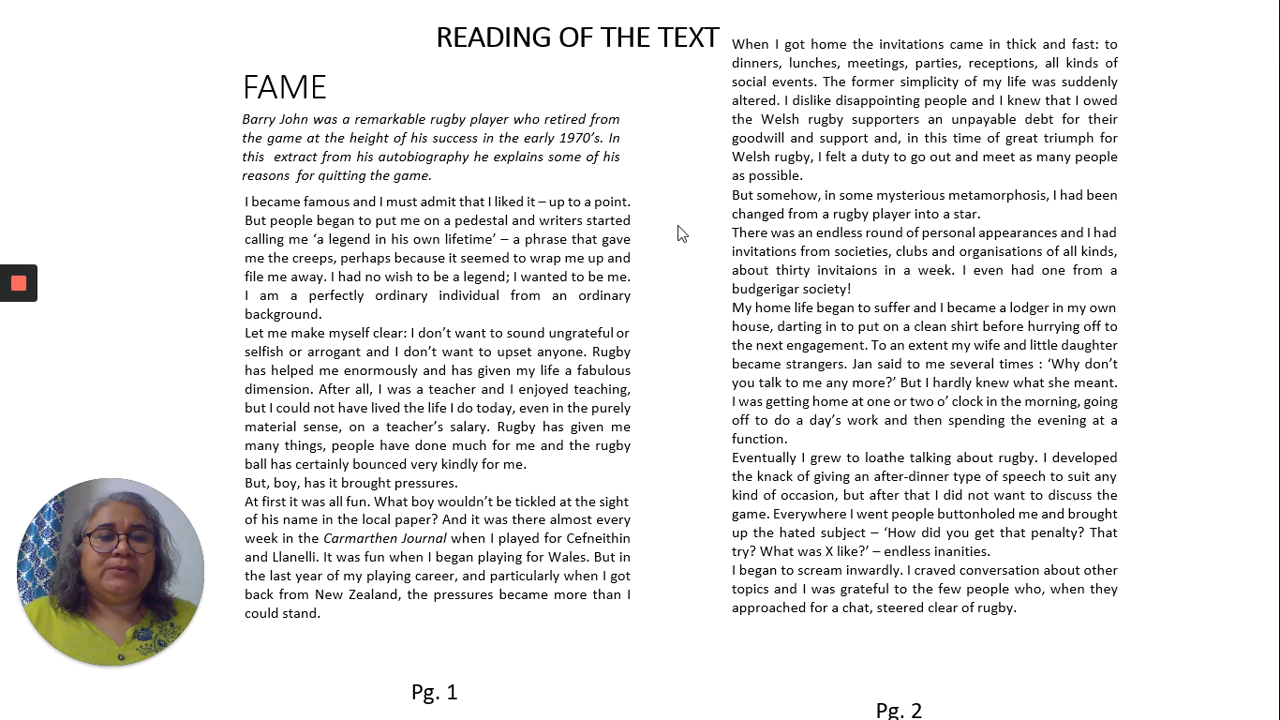 READING OF THE TEXT
FAME
Barry John was a remarkable rugby player who retired from
the game at the height of his success in the early 1970's. In
this extract from his autobiography he explains some of his
reasons for quitting the game.
I became famous and I must admit that I liked it – up to a point.
But people began to put me on a pedestal and writers started
calling me 'a legend in his own lifetime' – a phrase that gave
me the creeps, perhaps because it seemed to wrap me up and
file me away. I had no wish to be a legend; I wanted to be me.
I am a perfectly ordinary individual from an ordinary
background.
Let me make myself clear: I don't want to sound ungrateful or
selfish or arrogant and I don't want to upset anyone. Rugby
has helped me enormously and has given my life a fabulous
dimension. After all, I was a teacher and I enjoyed teaching,
but I could not have lived the life I do today, even in the purely
material sense, on a teacher's salary. Rugby has given me
many things, people have done much for me and the rugby
ball has certainly bounced very kindly for me.
But, boy, has it brought pressures.
At first it was all fun. What boy wouldn't be tickled at the sight
of his name in the local paper? And it was there almost every
week in the Carmarthen Journal when I played for Cefneithin
and Llanelli. It was fun when I began playing for Wales. But in
the last year of my playing career, and particularly when I got
back from New Zealand, the pressures became more than I
could stand.
Pg. 1
When I got home the invitations came in thick and fast: to
dinners, lunches, meetings, parties, receptions, all kinds of
social events. The former simplicity of my life was suddenly
altered. I dislike disappointing people and I knew that I owed
the Welsh rugby supporters an unpayable debt for their
goodwill and support and, in this time of great triumph for
Welsh rugby, I felt a duty to go out and meet as many people
as possible.
But somehow, in some mysterious metamorphosis, I had been
changed from a rugby player into a star.
There was an endless round of personal appearances and I had
invitations from societies, clubs and organisations of all kinds,
about thirty invitaions in a week. I even had one from a
budgerigar society!
My home life began to suffer and I became a lodger in my own
house, darting in to put on a clean shirt before hurrying off to
the next engagement. To an extent my wife and little daughter
became strangers. Jan said to me several times : 'Why don't
you talk to me any more?' But I hardly knew what she meant.
I was getting home at one or two o' clock in the morning, going
off to do a day's work and then spending the evening at a
function.
Eventually I grew to loathe talking about rugby. I developed
the knack of giving an after-dinner type of speech to suit any
kind of occasion, but after that I did not want to discuss the
game. Everywhere I went people buttonholed me and brought
up the hated subject – 'How did you get that penalty? That
try? What was X like?' – endless inanities.
I began to scream inwardly. I craved conversation about other
topics and I was grateful to the few people who, when they
approached for a chat, steered clear of rugby.
Pg. 2